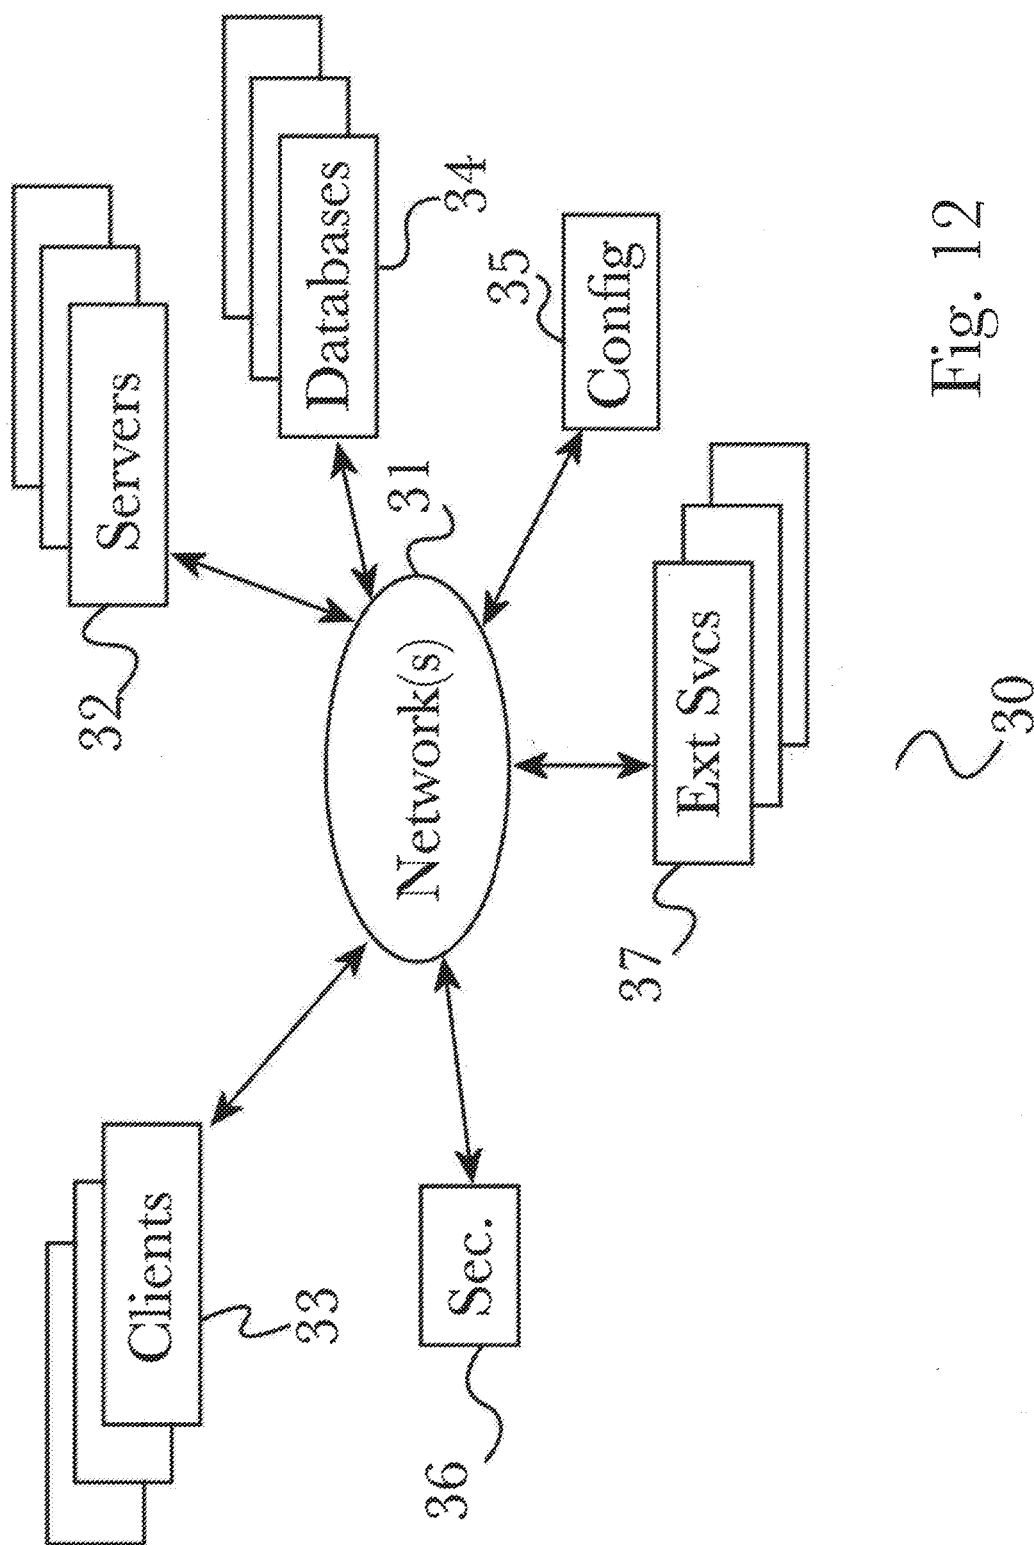 Clients
33
Servers
32
Databases
34
Network(s)
31
Sec.
36
Config
35
Ext Svcs
37
30
Fig. 12